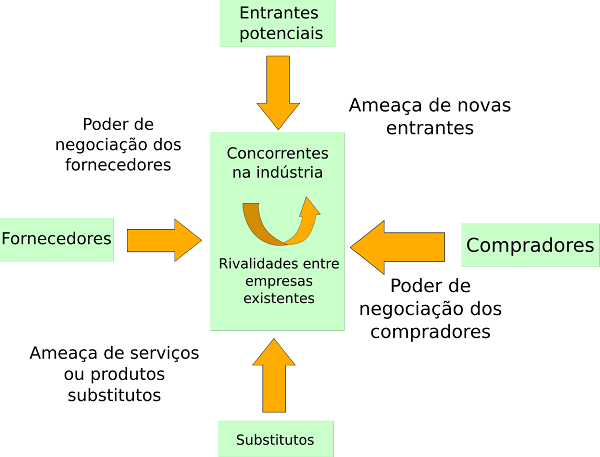 Entrantes
potenciais
Ameaça de novas
entrantes
Poder de
negociação dos
fornecedores
Concorrentes
na indústria
Fornecedores
Compradores
Rivalidades entre
empresas
existentes
Poder de
negociação dos
compradores
Ameaça de serviços
ou produtos
substitutos
Substitutos